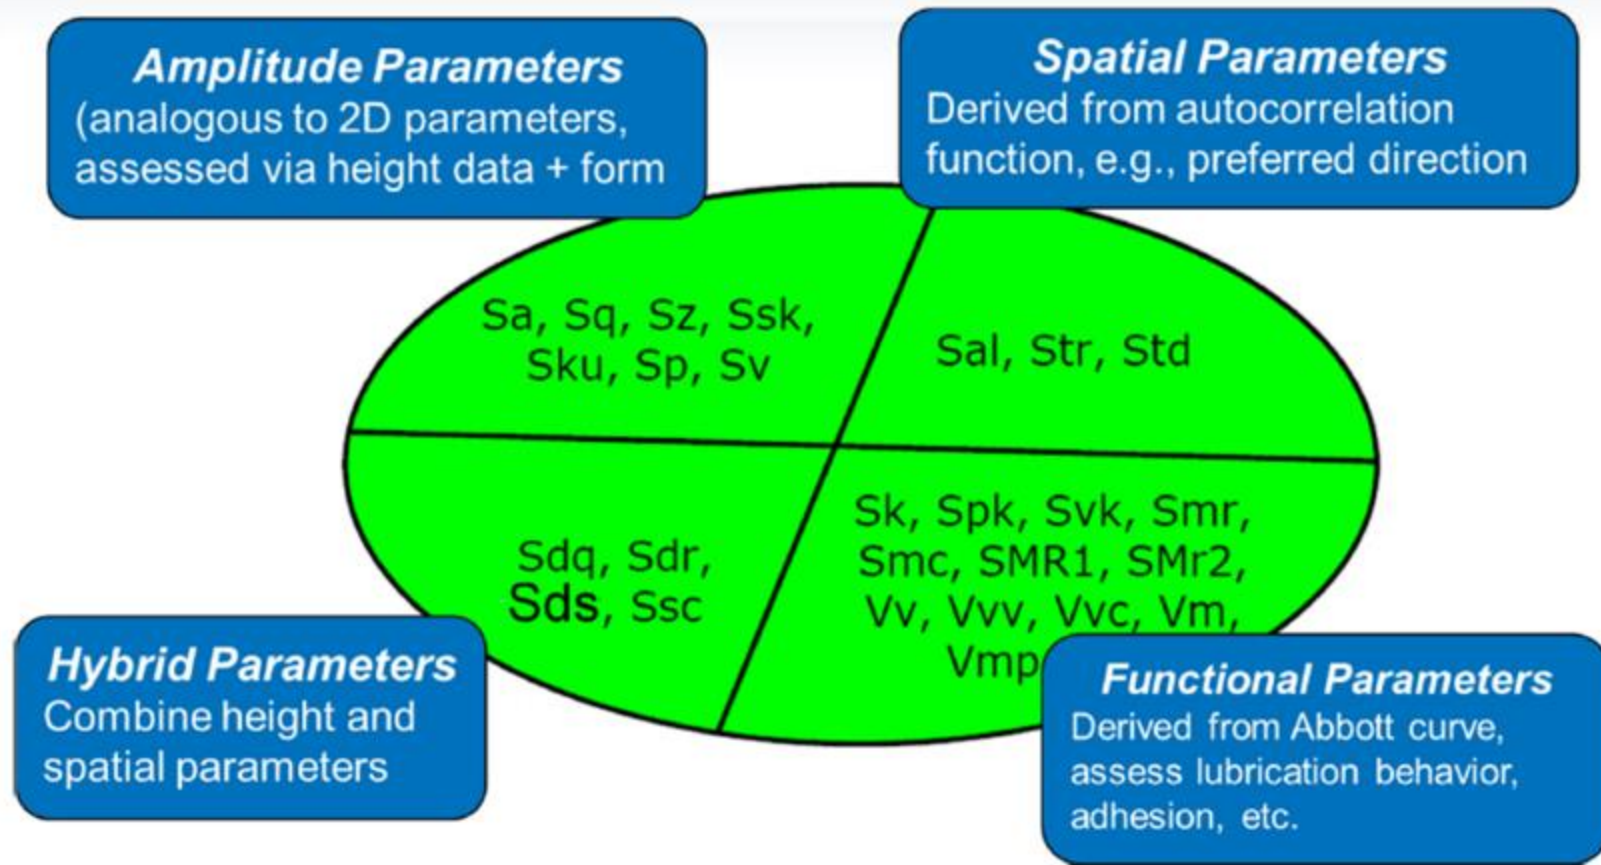 Amplitude Parameters
(analogous to 2D parameters,
assessed via height data + form
Spatial Parameters
Derived from autocorrelation
function, e.g., preferred direction
Sa, Sq, Sz, Ssk,
Sku, Sp, Sv
Sal, Str, Std
Sdq, Sdr,
Sds, Ssc
Sk, Spk, Svk, Smr,
Smc, SMR1, SMr2,
Vv, Vvv, Vvc, Vm,
Vmp
Hybrid Parameters
Combine height and
spatial parameters
Functional Parameters
Derived from Abbott curve,
assess lubrication behavior,
adhesion, etc.